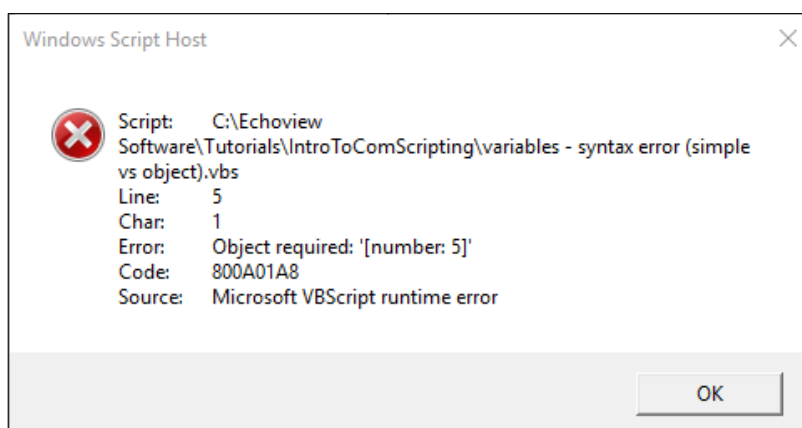 Windows Script Host
Script: C:\Echoview
Software\Tutorials\IntroToComScripting\variables - syntax error (simple
vs object).vbs
Line: 5
Char: 1
Error: Object required: '[number: 5]'
Code: 800A01A8
Source: Microsoft VBScript runtime error
OK